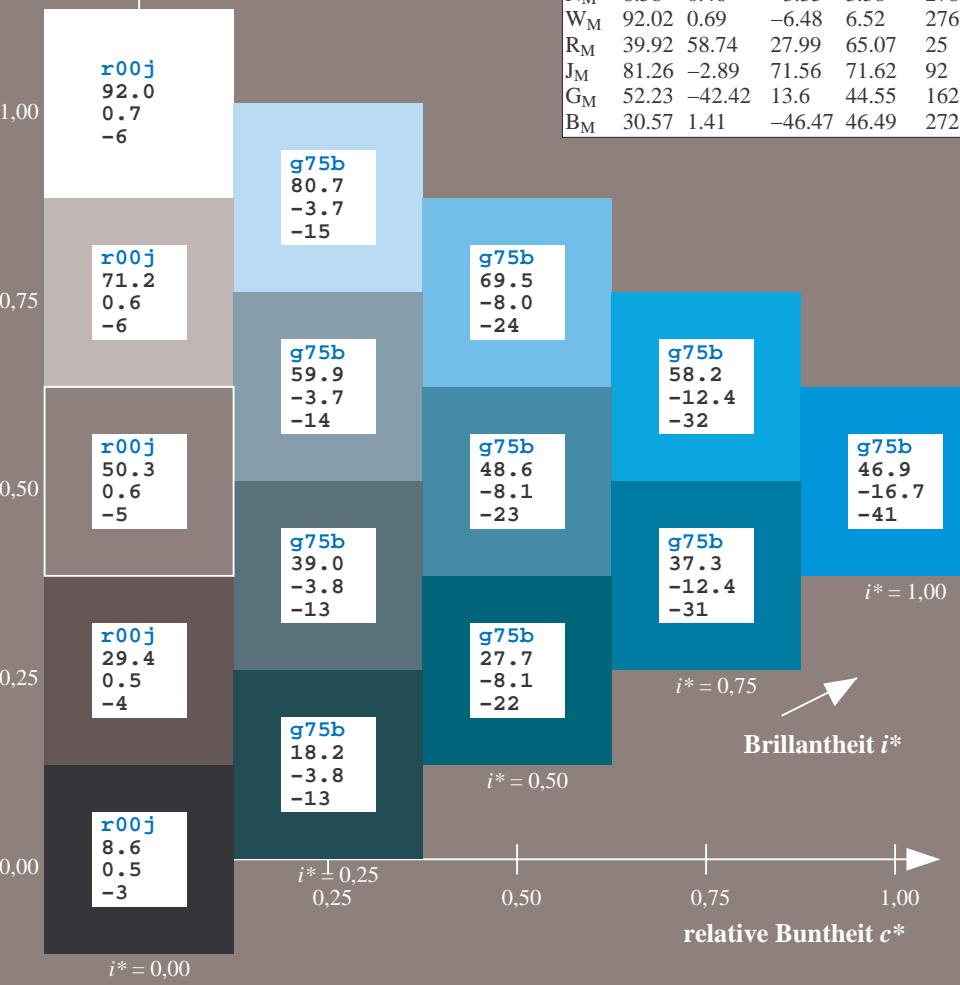 W_M 92.02 0.69 −6.48 6.52 276
R_M 39.92 58.74 27.99 65.07 25
J_M 81.26 −2.89 71.56 71.62 92
G_M 52.23 −42.42 13.6 44.55 162
B_M 30.57 1.41 −46.47 46.49 272
1,00
r00j
92.0
0.7
−6
g75b
80.7
−3.7
−15
0,75
r00j
71.2
0.6
−6
g75b
69.5
−8.0
−24
g75b
59.9
−3.7
−14
g75b
58.2
−12.4
−32
0,50
r00j
50.3
0.6
−5
g75b
48.6
−8.1
−23
g75b
46.9
−16.7
−41
i* = 1,00
g75b
39.0
−3.8
−13
g75b
37.3
−12.4
−31
0,25
r00j
29.4
0.5
−4
g75b
27.7
−8.1
−22
i* = 0,75
Brillantheit i*
g75b
18.2
−3.8
−13
i* = 0,50
0,00
r00j
8.6
0.5
−3
i* = 0,25
0,25 0,50 0,75 1,00
relative Buntheit c*
i* = 0,00